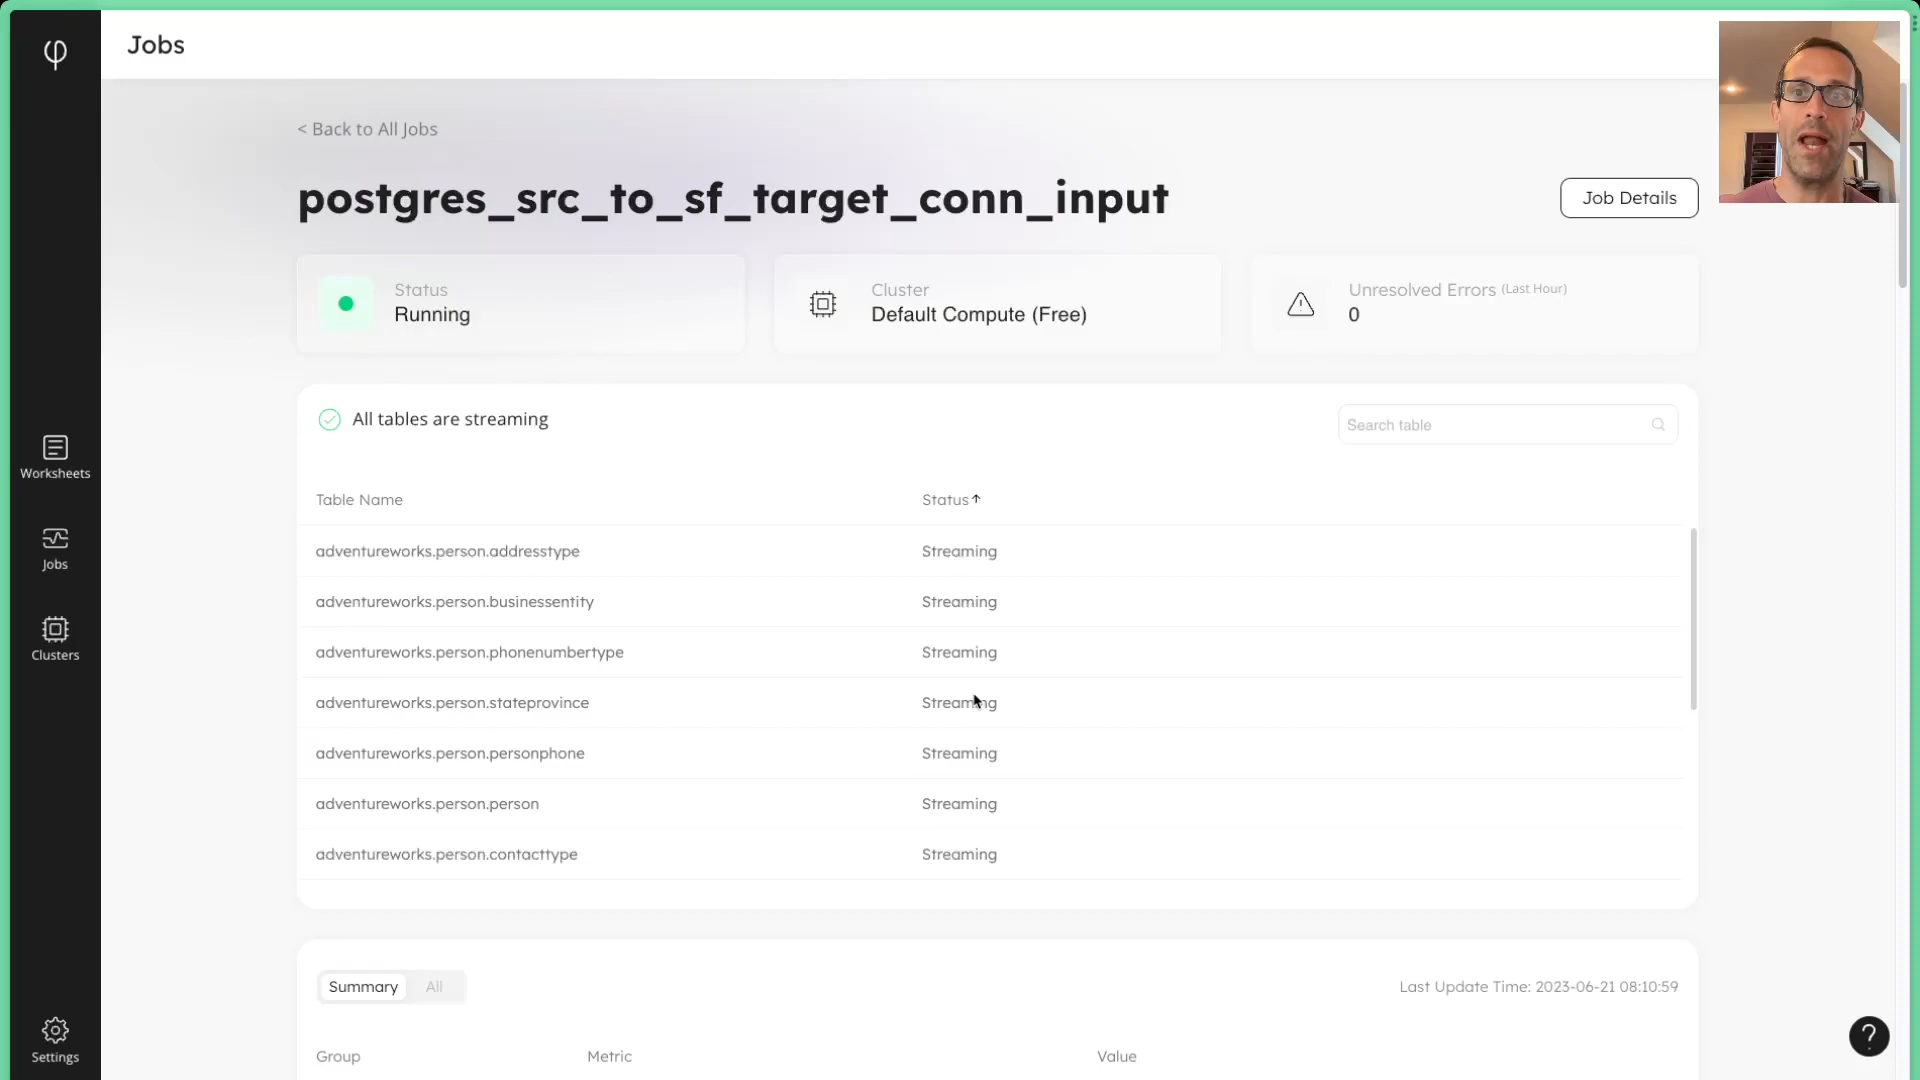 Jobs
< Back to All Jobs
postgres_src_to_sf_target_conn_input
Job Details
Status
Running
Cluster
Default Compute (Free)
Unresolved Errors (Last Hour)
0
All tables are streaming
Search table
Table Name
Status↑
adventureworks.person.addresstype
Streaming
adventureworks.person.businessentity
Streaming
adventureworks.person.phonenumbertype
Streaming
adventureworks.person.stateprovince
Streaming
adventureworks.person.personphone
Streaming
adventureworks.person.person
Streaming
adventureworks.person.contacttype
Streaming
Summary
All
Last Update Time: 2023-06-21 08:10:59
Group
Metric
Value
Worksheets
Jobs
Clusters
Settings
?